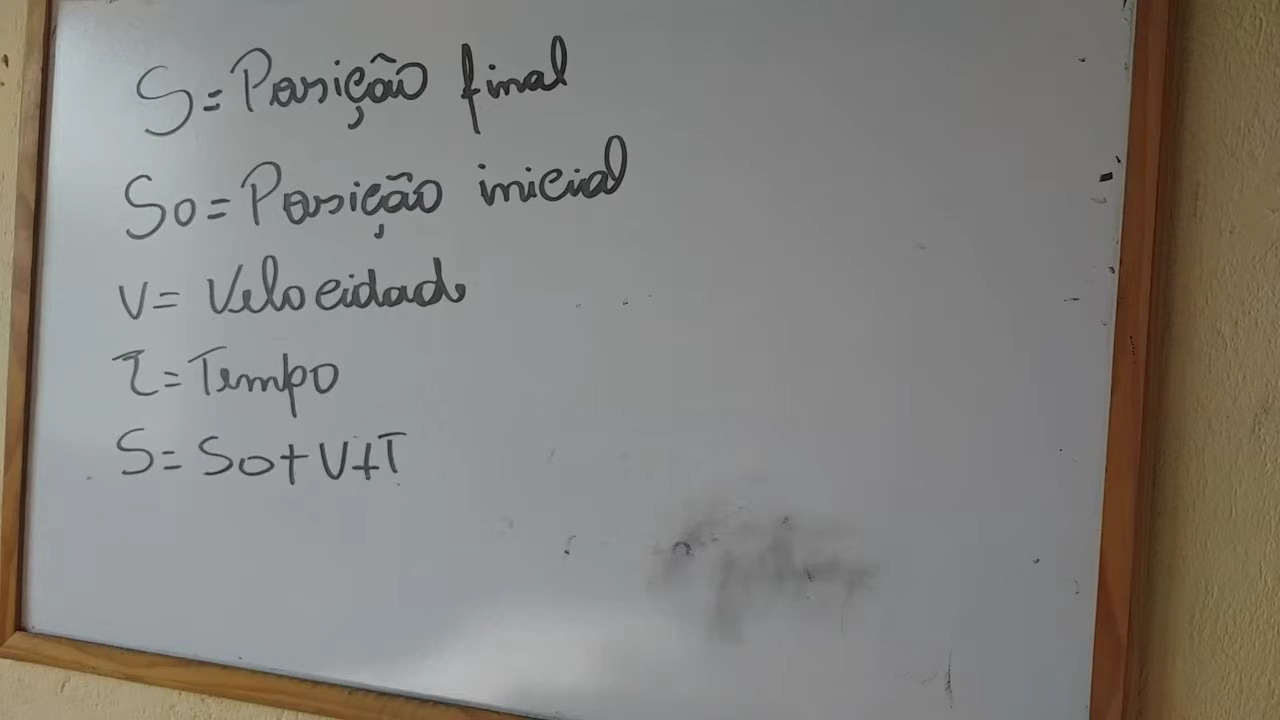 S=Posição final
So=Posição inicial
V=Velocidade
T=Tempo
S=So+V+T